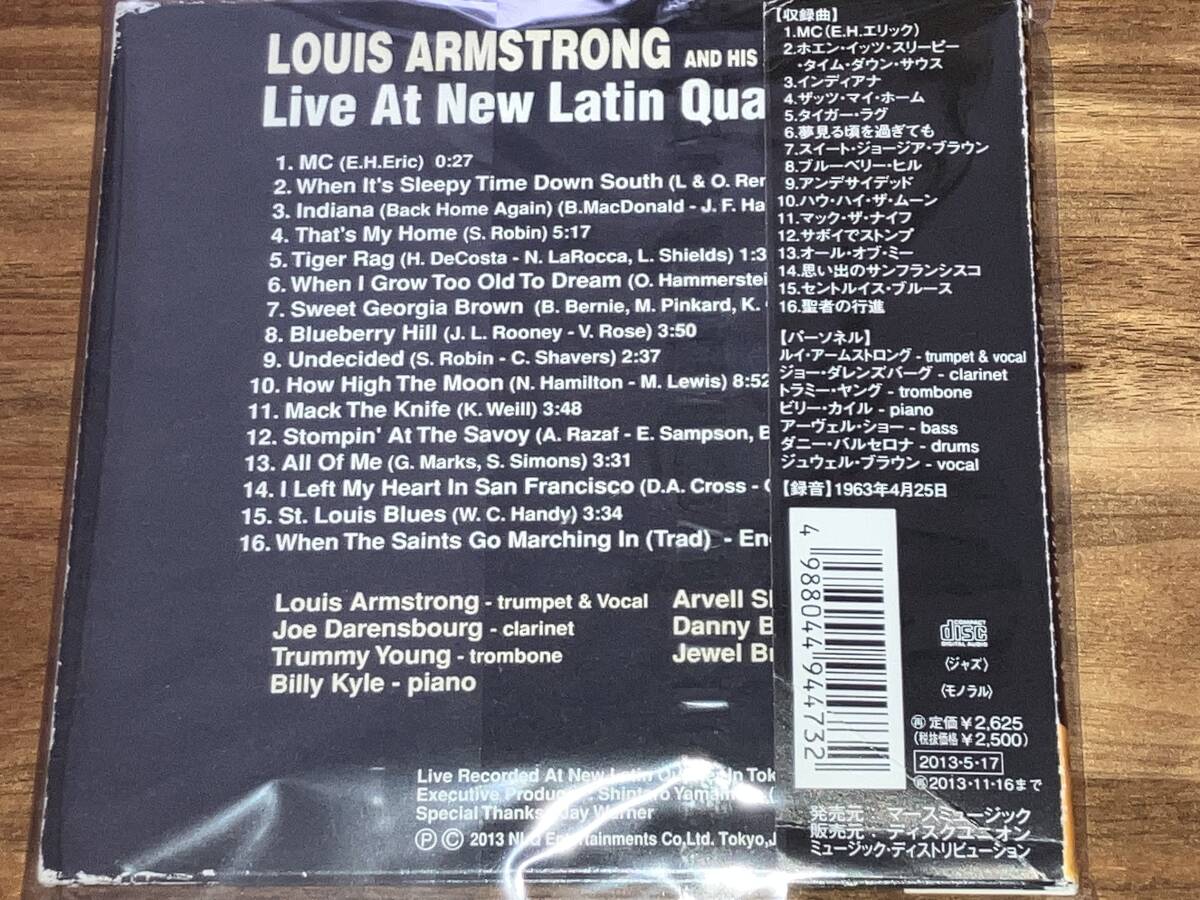 LOUIS ARMSTRONG AND HIS
Live At New Latin Qua
1. MC (E.H.Eric) 0:27
2. When It's Sleepy Time Down South (L & O. Ren
3. Indiana (Back Home Again) (B.MacDonald - J. F. Ha
4. That's My Home (S. Robin) 5:17
5. Tiger Rag (H. DeCosta - N. LaRocca, L. Shields) 1:3
6. When I Grow Too Old To Dream (O. Hammerstei
7. Sweet Georgia Brown (B. Bernie, M. Pinkard, K.
8. Blueberry Hill (J. L. Rooney - V. Rose) 3:50
9. Undecided (S. Robin - C. Shavers) 2:37
10. How High The Moon (N. Hamilton - M. Lewis) 8:52
11. Mack The Knife (K. Weill) 3:48
12. Stompin' At The Savoy (A. Razaf - E. Sampson, B
13. All Of Me (G. Marks, S. Simons) 3:31
14. I Left My Heart In San Francisco (D.A. Cross -
15. St. Louis Blues (W. C. Handy) 3:34
16. When The Saints Go Marching In (Trad) - En
Louis Armstrong - trumpet & Vocal
Joe Darensbourg - clarinet
Trummy Young - trombone
Billy Kyle - piano
Arvell S
Danny B
Jewel B
Live Recorded At New Latin Quarter In Tok
Executive Producer : Shintaro Yamamo
Special Thanks Jay Warner
Ⓟ © 2013 NLQ Entertainments Co,Ltd. Tokyo,J
【収録曲】
1.MC(E.H.エリック)
2.ホエン・イッツ・スリーピー
・タイム・ダウン・サウス
3.インディアナ
4.ザッツ・マイ・ホーム
5.タイガー・ラグ
6.夢見る頃を過ぎても
7.スイート・ジョージア・ブラウン
8.ブルーベリー・ヒル
9.アンデサイデッド
10.ハウ・ハイ・ザ・ムーン
11.マック・ザ・ナイフ
12.サボイでストンプ
13.オール・オブ・ミー
14.思い出のサンフランシスコ
15.セントルイス・ブルース
16.聖者の行進
【パーソネル】
ルイ・アームストロング - trumpet & vocal
ジョー・ダレンズバーグ - clarinet
トラミー・ヤング - trombone
ビリー・カイル - piano
アーヴェル・ショー - bass
ダニー・バルセロナ - drums
ジュウェル・ブラウン - vocal
【録音】1963年4月25日
4 988044 944732
COMPACT
disc
DIGITAL AUDIO
〈ジャズ〉
〈モノラル〉
再 定価¥2,625
(税抜価格 ¥2,500)
2013・5・17
再2013・11・16まで
発売元 : マースミュージック
販売元 : ディスクユニオン
ミュージック・ディストリビューション